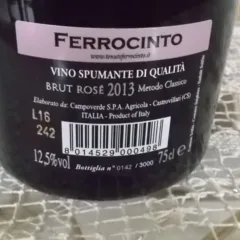 FERROCINTO
www.tenuteferrocinto.it
VINO SPUMANTE DI QUALITÀ
BRUT ROSÉ 2013 Metodo Classico
Elaborato da: Campoverde S.P.A. Agricola - Castrovillari (CS)
ITALIA - Product of Italy
L16
242
12,5%vol
8 014529 000498
75cl e
Bottiglia n° 0142 / 3000